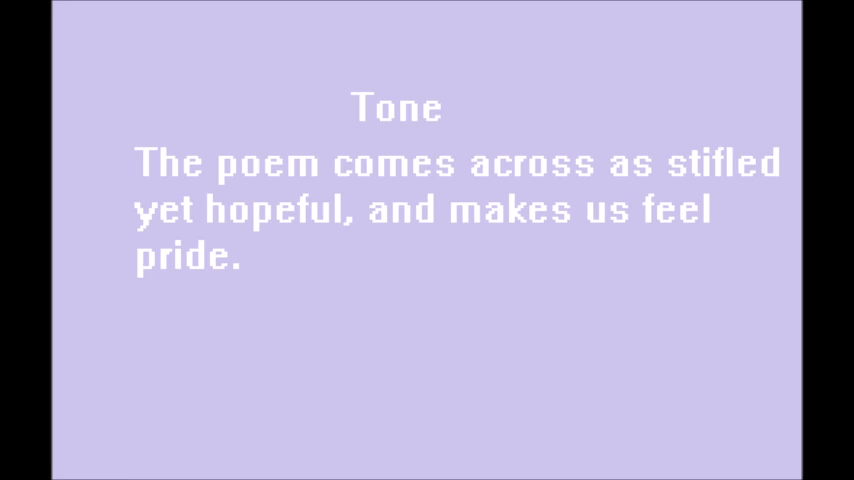 Tone
The poem comes across as stifled
yet hopeful, and makes us feel
pride.